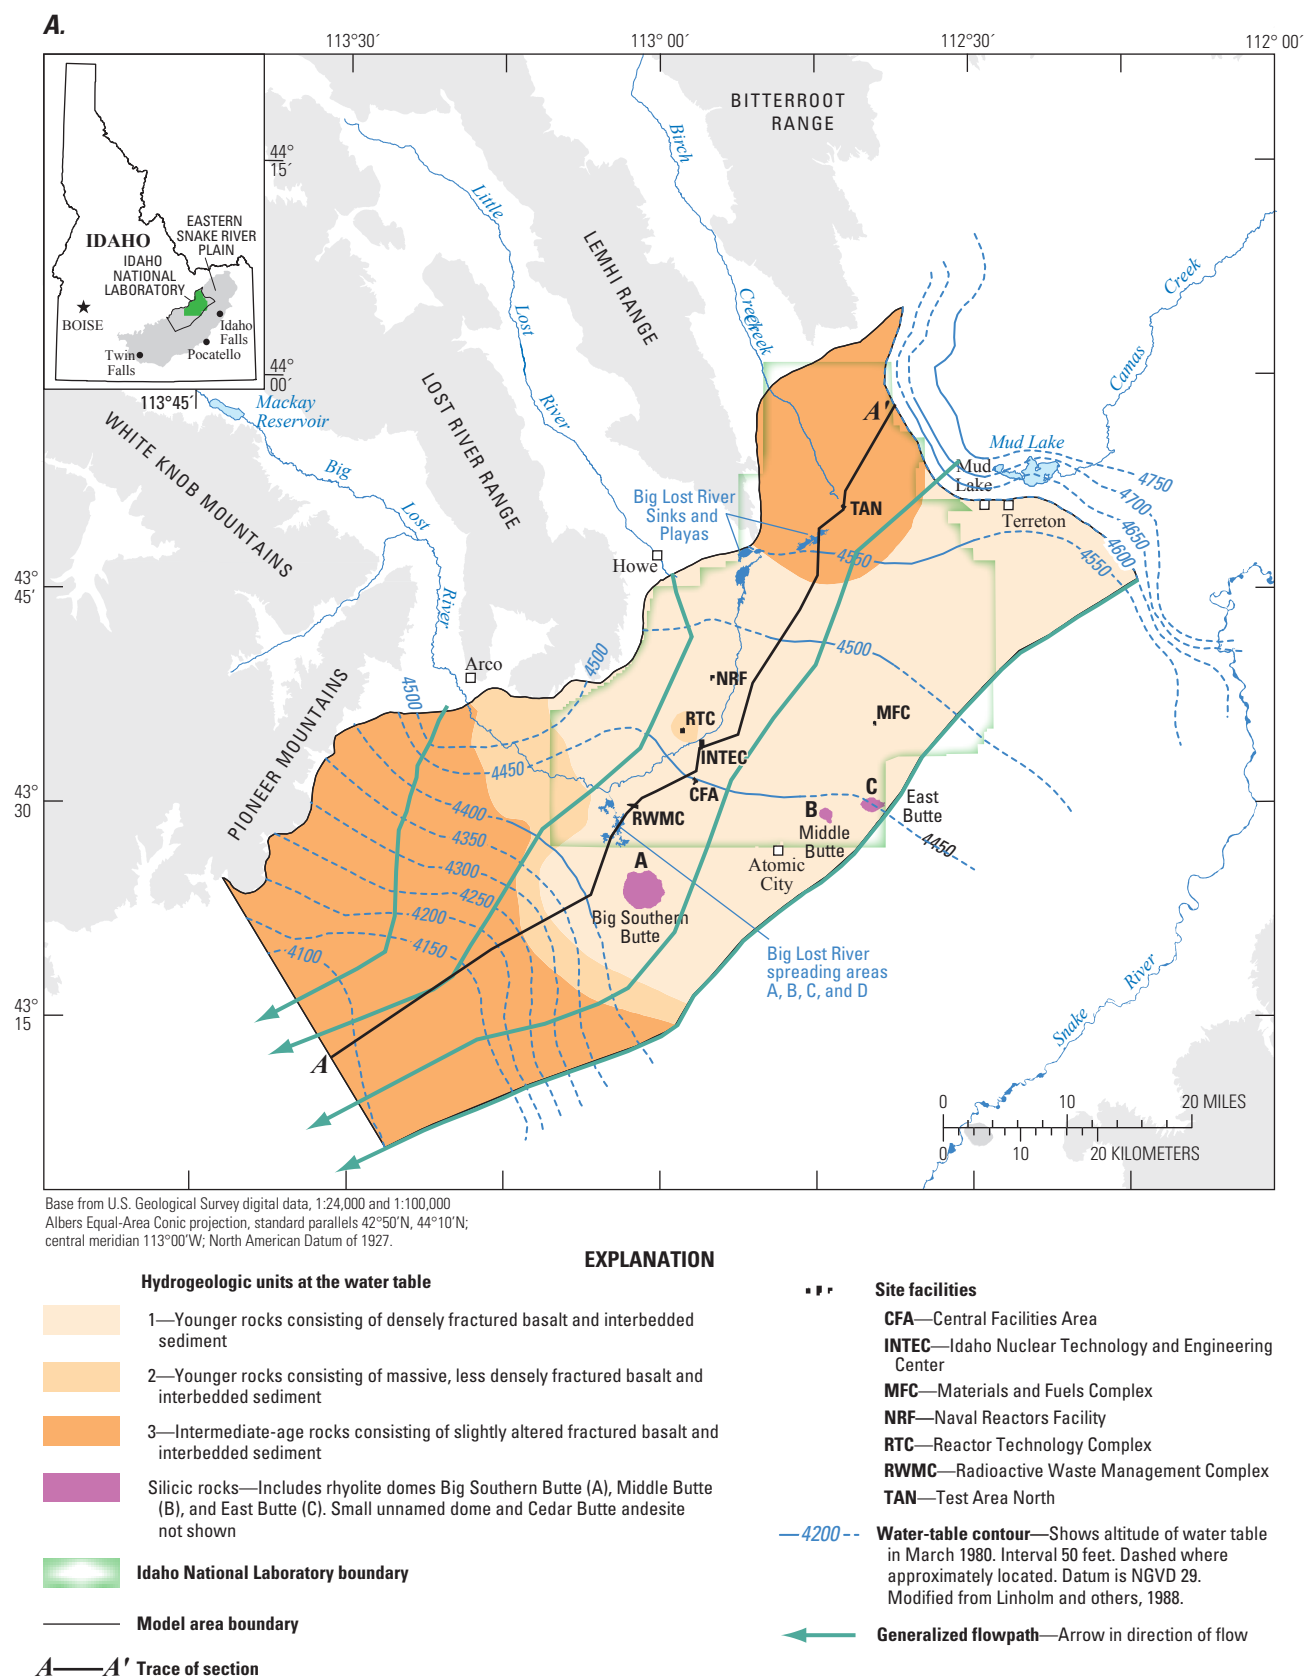 A.
113°30′
113°00′
112°30′
112°00′
BITTERROOT
RANGE
Birch
Creek
44°
15′
IDAHO
EASTERN
SNAKE RIVER
PLAIN
IDAHO
NATIONAL
LABORATORY
BOISE
Idaho
Falls
Twin
Falls
Pocatello
Little
Lost
River
LEMHI RANGE
Camas
Creek
44°
00′
113°45′
Mackay
Reservoir
WHITE KNOB MOUNTAINS
Big
Lost
River
LOST RIVER RANGE
A′
Mud Lake
Mud
Lake
Terreton
4750
4700
4650
4600
4550
Big Lost River
Sinks and
Playas
TAN
4550
Howe
43°
45′
Arco
4500
4500
4500
NRF
RTC
MFC
INTEC
CFA
RWMC
PIONEER MOUNTAINS
4450
43°
30′
4400
4350
4300
4250
4200
4150
4100
C
East
Butte
B
Middle
Butte
4450
Atomic
City
A
Big Southern
Butte
Big Lost River
spreading areas
A, B, C, and D
Snake
River
43°
15′
A
0
10
20 MILES
0
10
20 KILOMETERS
Base from U.S. Geological Survey digital data, 1:24,000 and 1:100,000
Albers Equal-Area Conic projection, standard parallels 42°50′N, 44°10′N;
central meridian 113°00′W; North American Datum of 1927.
EXPLANATION
Hydrogeologic units at the water table
1—Younger rocks consisting of densely fractured basalt and interbedded
sediment
2—Younger rocks consisting of massive, less densely fractured basalt and
interbedded sediment
3—Intermediate-age rocks consisting of slightly altered fractured basalt and
interbedded sediment
Silicic rocks—Includes rhyolite domes Big Southern Butte (A), Middle Butte
(B), and East Butte (C). Small unnamed dome and Cedar Butte andesite
not shown
Idaho National Laboratory boundary
Model area boundary
A—A′ Trace of section
Site facilities
CFA—Central Facilities Area
INTEC—Idaho Nuclear Technology and Engineering
Center
MFC—Materials and Fuels Complex
NRF—Naval Reactors Facility
RTC—Reactor Technology Complex
RWMC—Radioactive Waste Management Complex
TAN—Test Area North
4200 Water-table contour—Shows altitude of water table
in March 1980. Interval 50 feet. Dashed where
approximately located. Datum is NGVD 29.
Modified from Linholm and others, 1988.
Generalized flowpath—Arrow in direction of flow